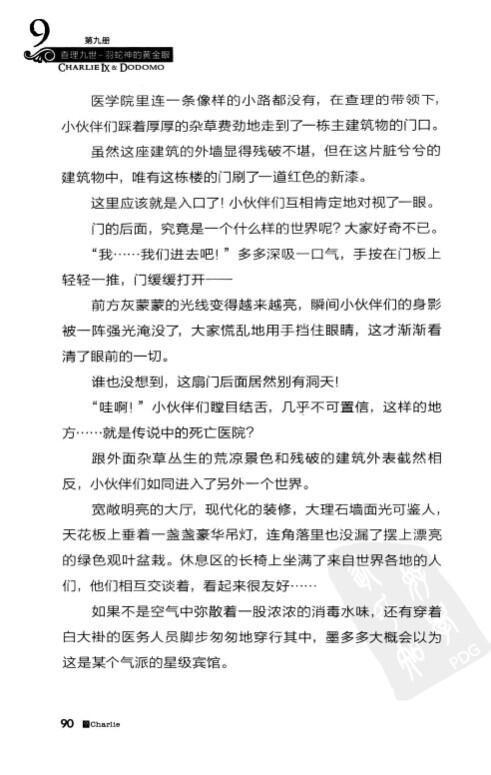 9
第九册
查理九世-羽蛇神的黄金眼
CHARLIE IX & DODOMO
医学院里连一条像样的小路都没有，在查理的带领下，
小伙伴们踩着厚厚的杂草费劲地走到了一栋主建筑物的门口。
虽然这座建筑的外墙显得残破不堪，但在这片脏兮兮的
建筑物中，唯有这栋楼的门刷了一道红色的新漆。
这里应该就是入口了！小伙伴们互相肯定地对视了一眼。
门的后面，究竟是一个什么样的世界呢？大家好奇不已。
“我……我们进去吧！”多多深吸一口气，手按在门板上
轻轻一推，门缓缓打开——
前方灰蒙蒙的光线变得越来越亮，瞬间小伙伴们的身影
被一阵强光淹没了，大家慌乱地用手挡住眼睛，这才渐渐看
清了眼前的一切。
谁也没想到，这扇门后面居然别有洞天！
“哇啊！”小伙伴们瞠目结舌，几乎不可置信，这样的地
方……就是传说中的死亡医院？
跟外面杂草丛生的荒凉景色和残破的建筑外表截然相
反，小伙伴们如同进入了另外一个世界。
宽敞明亮的大厅，现代化的装修，大理石墙面光可鉴人，
天花板上垂着一盏盏豪华吊灯，连角落里也没漏了摆上漂亮
的绿色观叶盆栽。休息区的长椅上坐满了来自世界各地的人
们，他们相互交谈着，看起来很友好……
如果不是空气中弥散着一股浓浓的消毒水味，还有穿着
白大褂的医务人员脚步匆匆地穿行其中，墨多多大概会以为
这是某个气派的星级宾馆。
PDG
90 Charlie